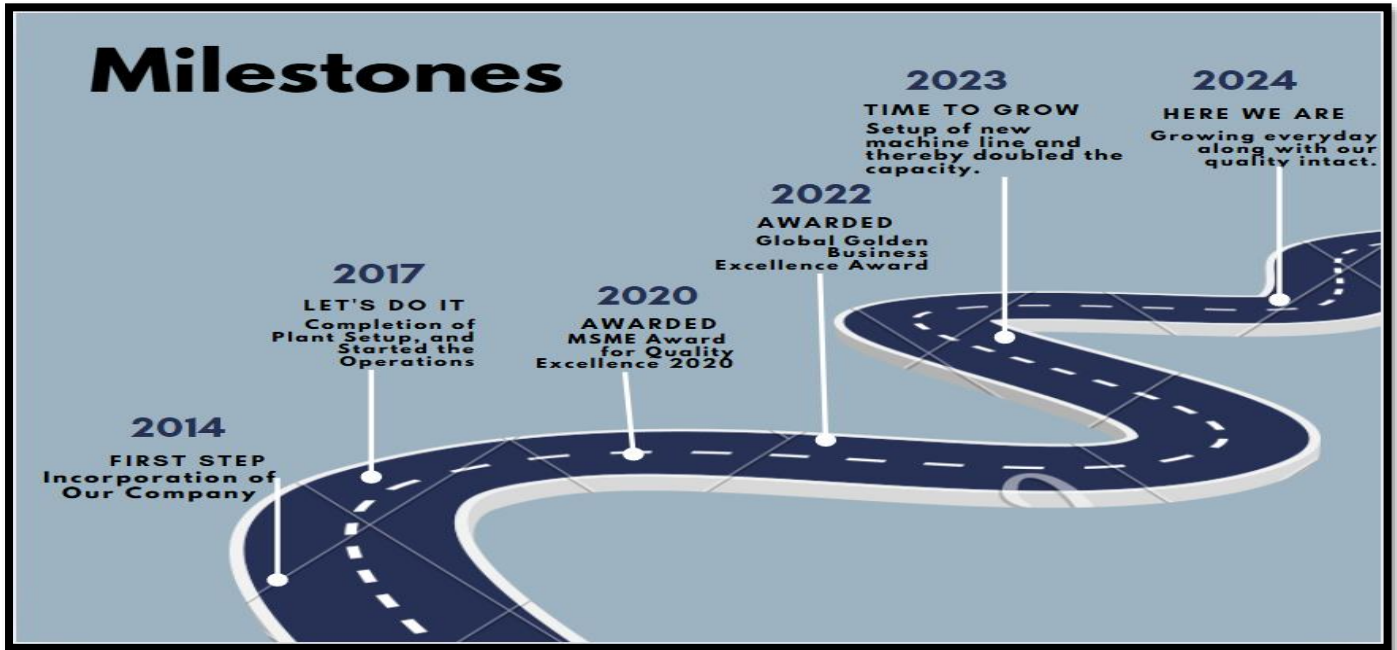 Milestones
2014
FIRST STEP
Incorporation of
Our Company
2017
LET'S DO IT
Completion of
Plant Setup, and
Started the
Operations
2020
AWARDED
MSME Award
for Quality
Excellence 2020
2022
AWARDED
Global Golden
Business
Excellence Award
2023
TIME TO GROW
Setup of new
machine line and
thereby doubled the
capacity.
2024
HERE WE ARE
Growing everyday
along with our
quality intact.